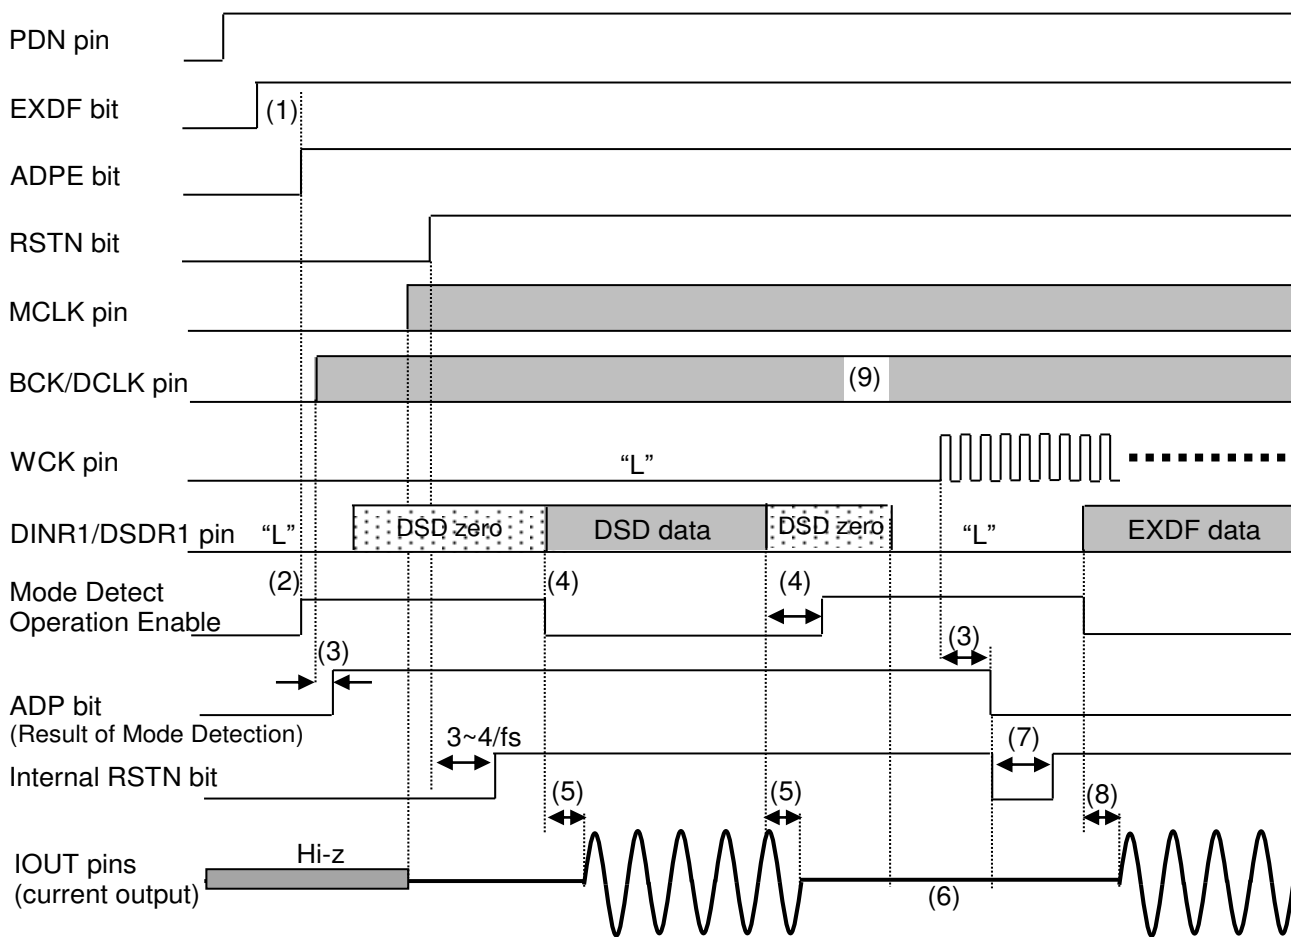 PDN pin
EXDF bit (1)
ADPE bit
RSTN bit
MCLK pin
BCK/DCLK pin (9)
WCK pin “L”
DINR1/DSDR1 pin “L” DSD zero DSD data DSD zero “L” EXDF data
Mode Detect
Operation Enable
(2) (4) (4)
(3) (3)
ADP bit
(Result of Mode Detection)
3~4/fs (7)
Internal RSTN bit
(5) (5) (8)
Hi-z
IOUT pins
(current output)
(6)